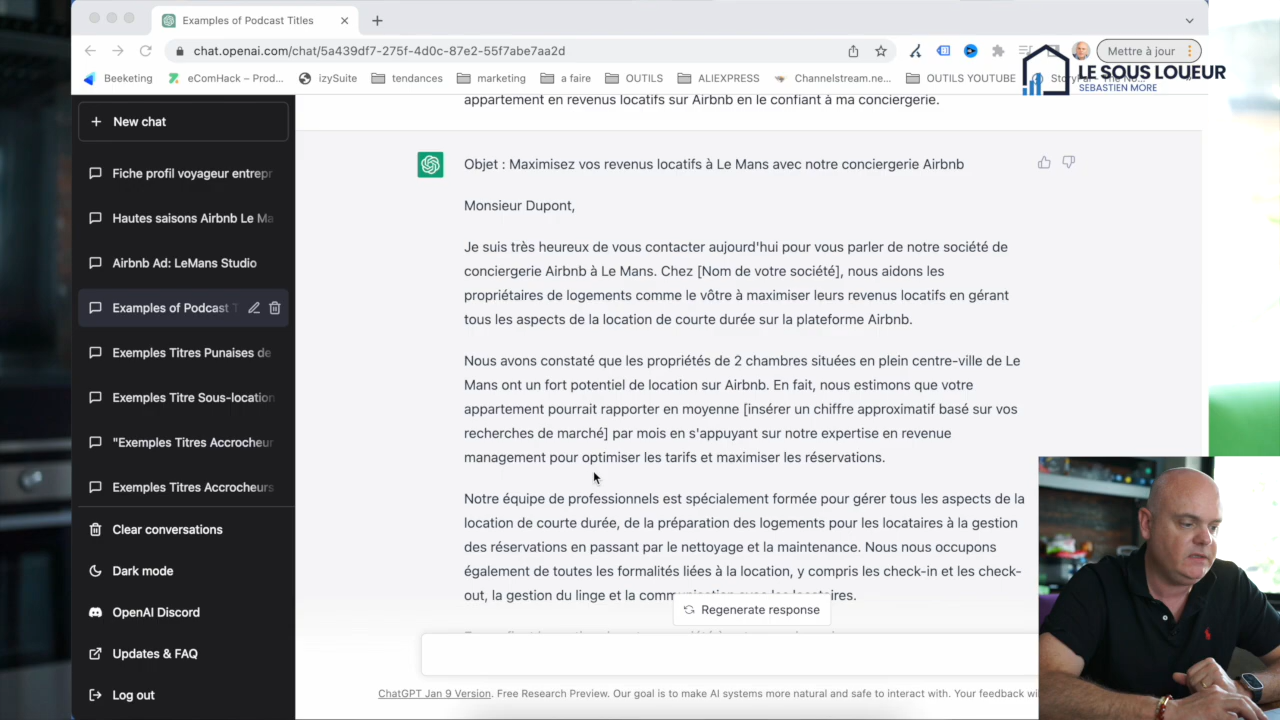 Examples of Podcast Titles
chat.openai.com/chat/5a439df7-275f-4d0c-87e2-55f7abe7aa2d
Mettre à jour
Beeketing
eComHack – Prod...
izySuite
tendances
marketing
a faire
OUTILS
ALIEXPRESS
Channelstream.ne...
OUTILS YOUTUBE
LE SOUS LOUEUR
SEBASTIEN MORE
New chat
Fiche profil voyageur entrepr
Hautes saisons Airbnb Le Ma
Airbnb Ad: LeMans Studio
Examples of Podcast T
Exemples Titres Punaises de
Exemples Titre Sous-location
"Exemples Titres Accrocheur
Exemples Titres Accrocheurs
Clear conversations
Dark mode
OpenAI Discord
Updates & FAQ
Log out
appartement en revenus locatifs sur Airbnb en le confiant à ma conciergerie.
Objet : Maximisez vos revenus locatifs à Le Mans avec notre conciergerie Airbnb
Monsieur Dupont,
Je suis très heureux de vous contacter aujourd'hui pour vous parler de notre société de
conciergerie Airbnb à Le Mans. Chez [Nom de votre société], nous aidons les
propriétaires de logements comme le vôtre à maximiser leurs revenus locatifs en gérant
tous les aspects de la location de courte durée sur la plateforme Airbnb.
Nous avons constaté que les propriétés de 2 chambres situées en plein centre-ville de Le
Mans ont un fort potentiel de location sur Airbnb. En fait, nous estimons que votre
appartement pourrait rapporter en moyenne [insérer un chiffre approximatif basé sur vos
recherches de marché] par mois en s'appuyant sur notre expertise en revenue
management pour optimiser les tarifs et maximiser les réservations.
Notre équipe de professionnels est spécialement formée pour gérer tous les aspects de la
location de courte durée, de la préparation des logements pour les locataires à la gestion
des réservations en passant par le nettoyage et la maintenance. Nous nous occupons
également de toutes les formalités liées à la location, y compris les check-in et les check-
out, la gestion du linge et la communication avec les locataires.
Regenerate response
ChatGPT Jan 9 Version. Free Research Preview. Our goal is to make AI systems more natural and safe to interact with. Your feedback wi